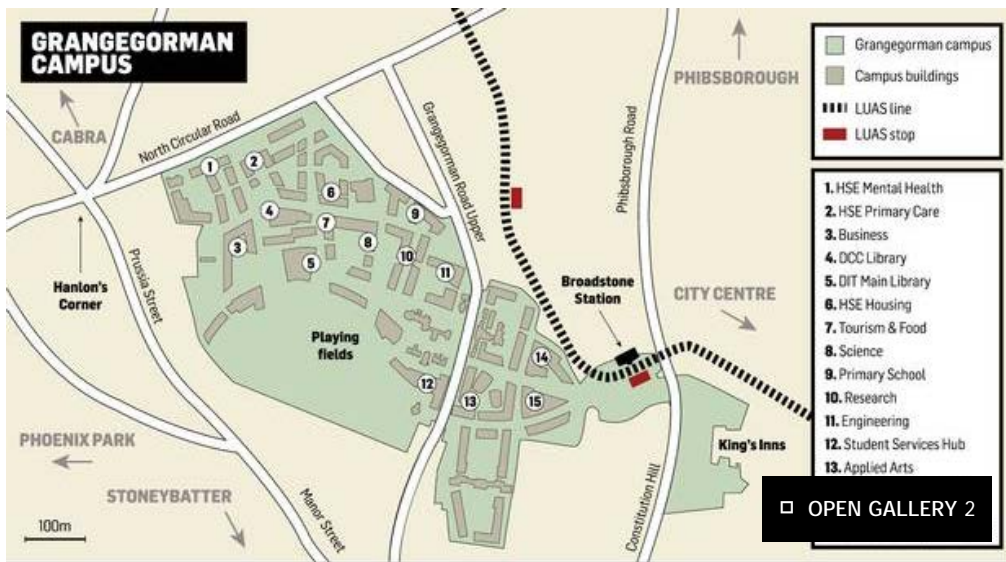 GRANGEGORMAN
CAMPUS
CABRA
North Circular Road
Grangegorman Road Upper
PHIBSBOROUGH
Phibsborough Road
Hanlon's
Corner
Prussia Street
Playing
fields
Broadstone
Station
CITY CENTRE
King's Inns
PHOENIX PARK
STONEYBATTER
Manor Street
Constitution Hill
100m
1
2
3
4
5
6
7
8
9
10
11
12
13
14
15
Grangegorman campus
Campus buildings
LUAS line
LUAS stop
1. HSE Mental Health
2. HSE Primary Care
3. Business
4. DCC Library
5. DIT Main Library
6. HSE Housing
7. Tourism & Food
8. Science
9. Primary School
10. Research
11. Engineering
12. Student Services Hub
13. Applied Arts
OPEN GALLERY 2